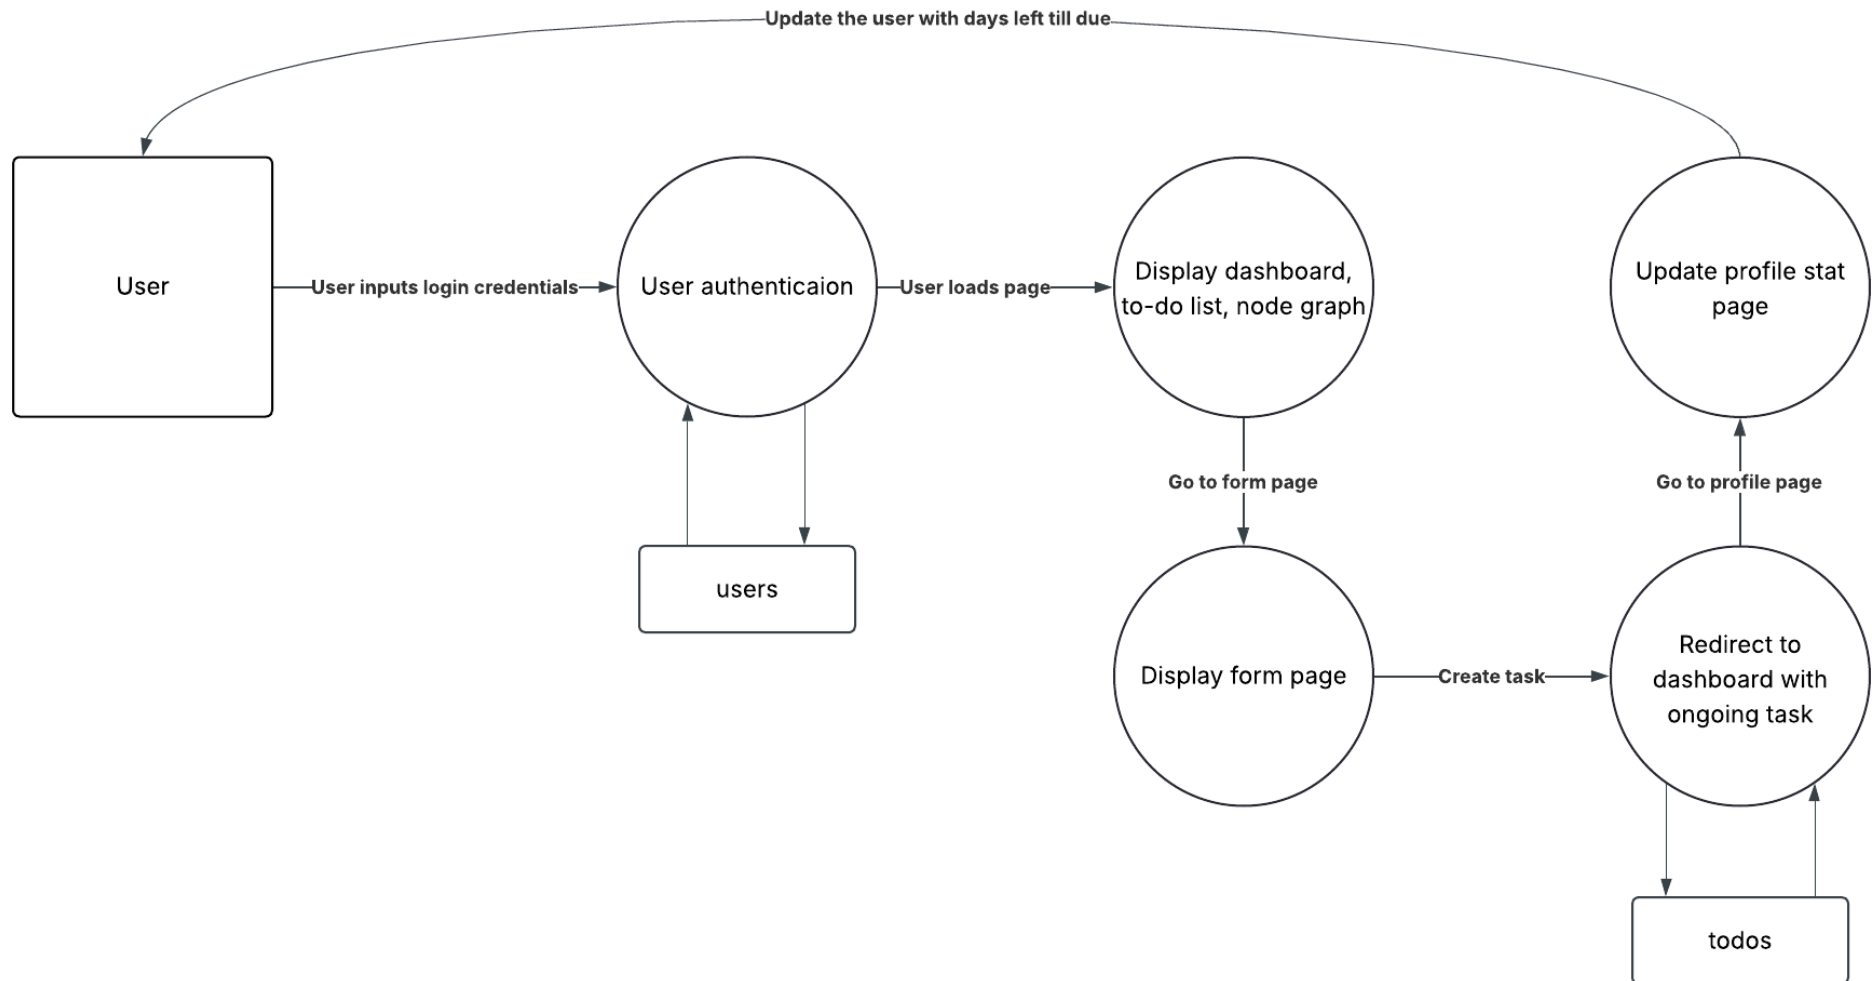 Update the user with days left till due
User
User inputs login credentials
User authenticaion
User loads page
Display dashboard,
to-do list, node graph
Update profile stat
page
Go to form page
Go to profile page
users
Display form page
Create task
Redirect to
dashboard with
ongoing task
todos